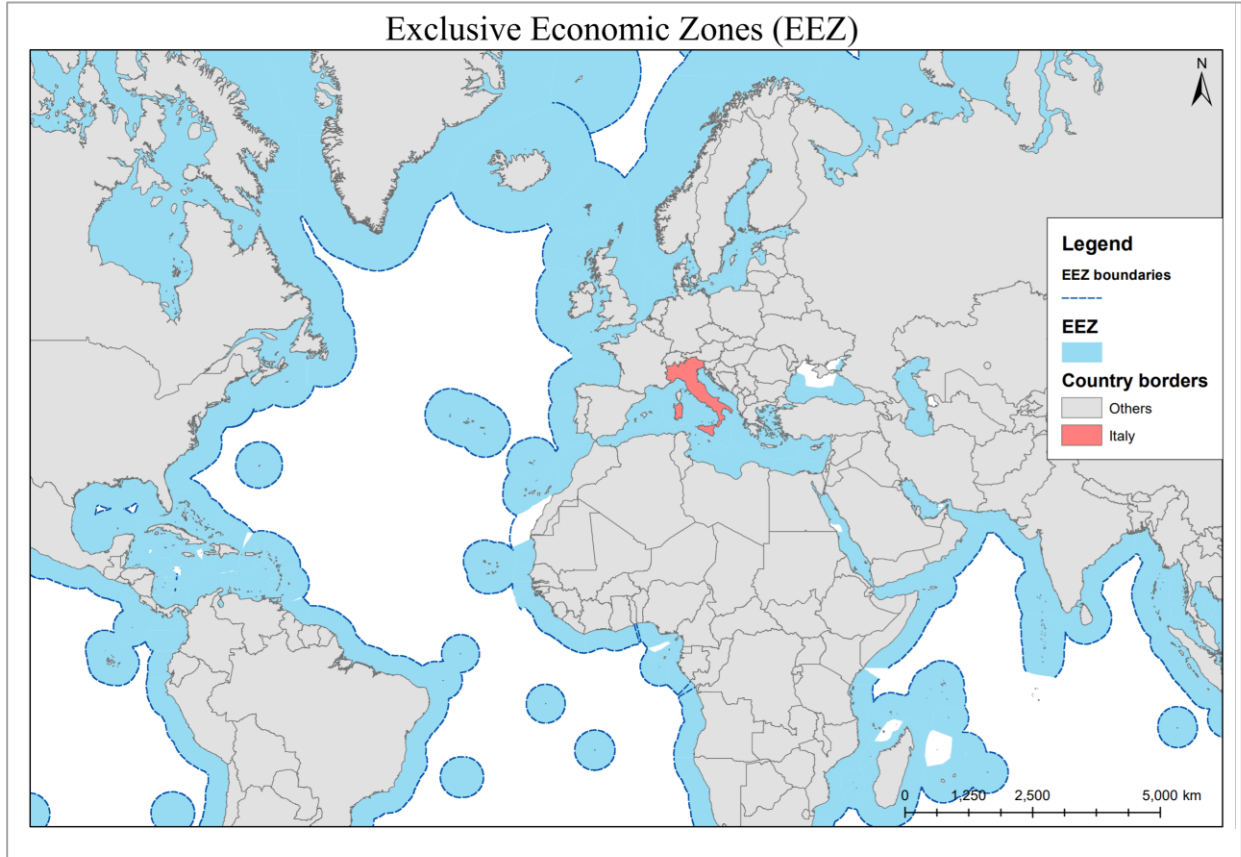 Exclusive Economic Zones (EEZ)
N
Legend
EEZ boundaries
EEZ
Country borders
Others
Italy
0 1,250 2,500 5,000 km